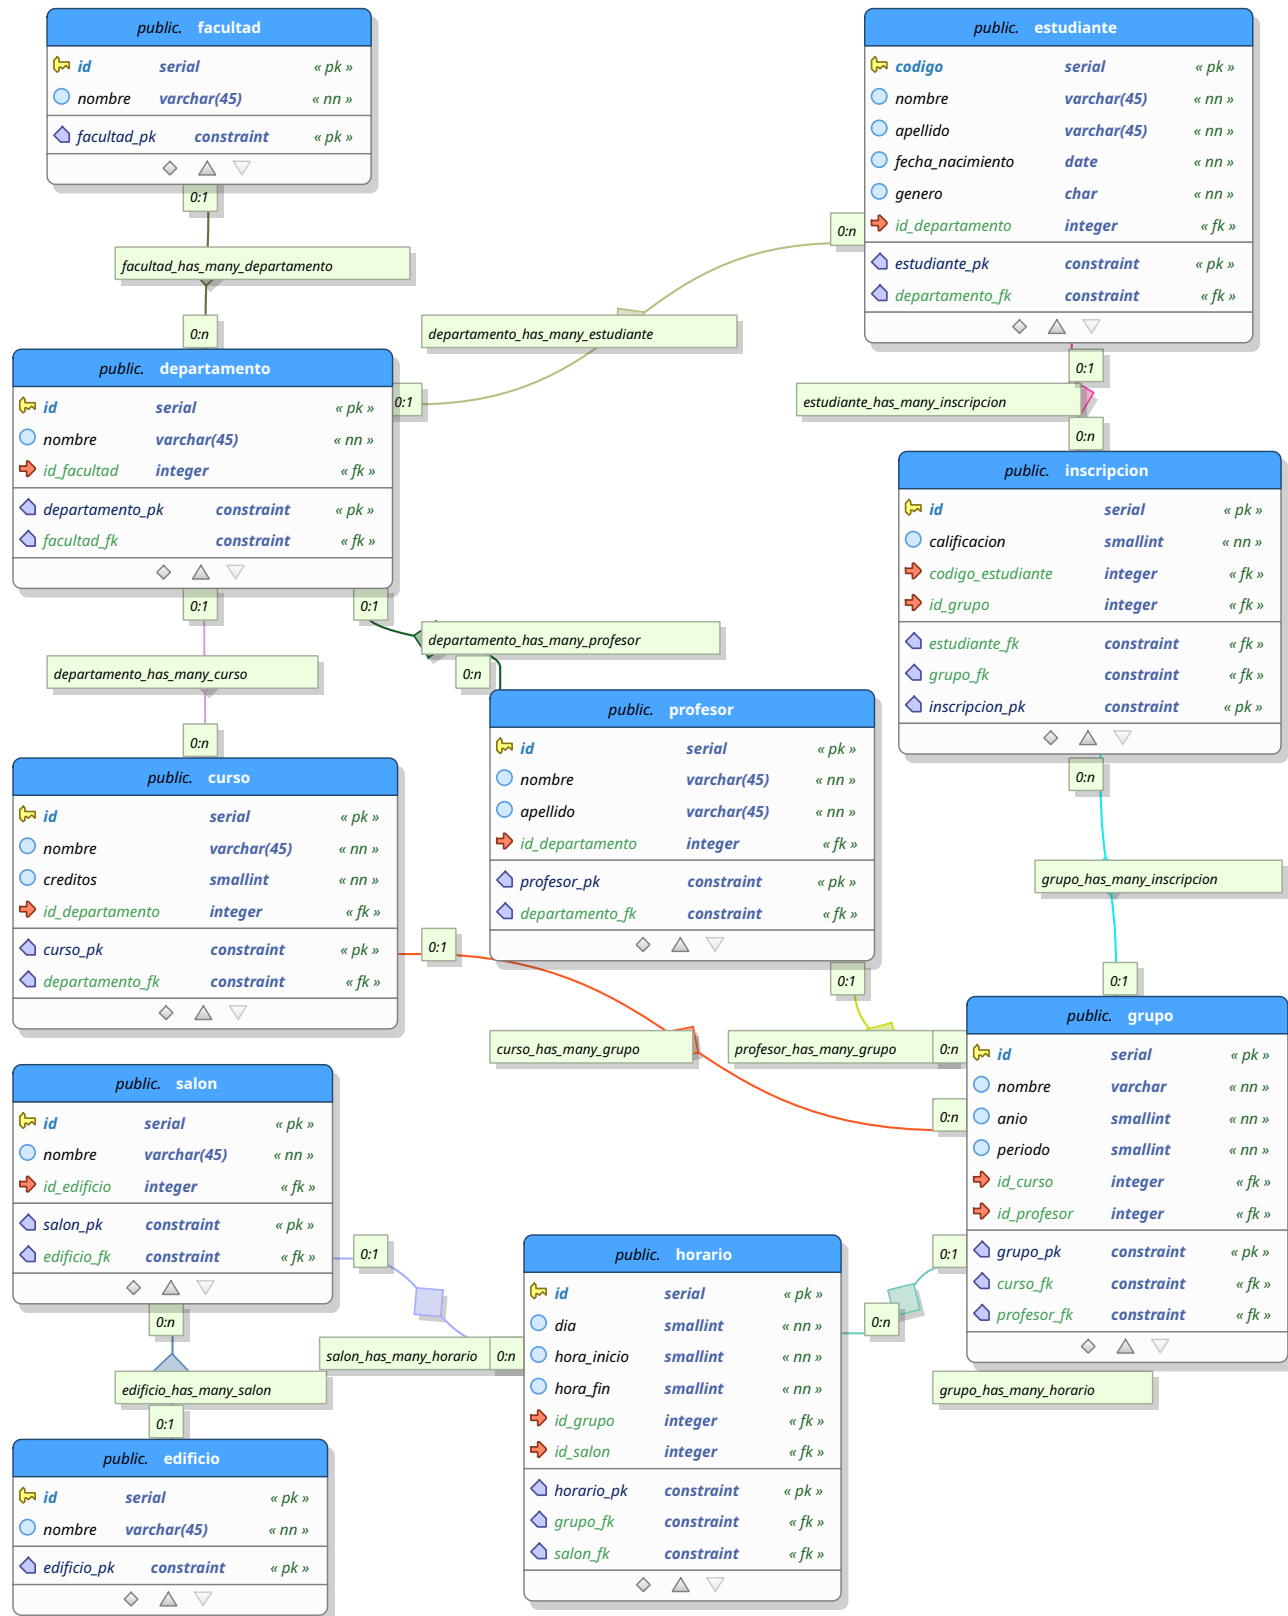 public. facultad
id serial « pk »
nombre varchar(45) « nn »
facultad_pk constraint « pk »
0:1
facultad_has_many_departamento
0:n
public. estudiante
codigo serial « pk »
nombre varchar(45) « nn »
apellido varchar(45) « nn »
fecha_nacimiento date « nn »
genero char « nn »
id_departamento integer « fk »
estudiante_pk constraint « pk »
departamento_fk constraint « fk »
0:n
departamento_has_many_estudiante
0:1
public. departamento
id serial « pk »
nombre varchar(45) « nn »
id_facultad integer « fk »
departamento_pk constraint « pk »
facultad_fk constraint « fk »
0:1
estudiante_has_many_inscripcion
0:n
public. inscripcion
id serial « pk »
calificacion smallint « nn »
codigo_estudiante integer « fk »
id_grupo integer « fk »
estudiante_fk constraint « fk »
grupo_fk constraint « fk »
inscripcion_pk constraint « pk »
0:1
departamento_has_many_curso
0:n
0:1
departamento_has_many_profesor
0:n
public. profesor
id serial « pk »
nombre varchar(45) « nn »
apellido varchar(45) « nn »
id_departamento integer « fk »
profesor_pk constraint « pk »
departamento_fk constraint « fk »
public. curso
id serial « pk »
nombre varchar(45) « nn »
creditos smallint « nn »
id_departamento integer « fk »
curso_pk constraint « pk »
departamento_fk constraint « fk »
0:n
grupo_has_many_inscripcion
0:1
0:1
curso_has_many_grupo
0:n
0:1
profesor_has_many_grupo
0:n
public. grupo
id serial « pk »
nombre varchar « nn »
anio smallint « nn »
periodo smallint « nn »
id_curso integer « fk »
id_profesor integer « fk »
grupo_pk constraint « pk »
curso_fk constraint « fk »
profesor_fk constraint « fk »
public. salon
id serial « pk »
nombre varchar(45) « nn »
id_edificio integer « fk »
salon_pk constraint « pk »
edificio_fk constraint « fk »
0:1
salon_has_many_horario
0:n
0:1
0:n
grupo_has_many_horario
public. horario
id serial « pk »
dia smallint « nn »
hora_inicio smallint « nn »
hora_fin smallint « nn »
id_grupo integer « fk »
id_salon integer « fk »
horario_pk constraint « pk »
grupo_fk constraint « fk »
salon_fk constraint « fk »
0:n
edificio_has_many_salon
0:1
public. edificio
id serial « pk »
nombre varchar(45) « nn »
edificio_pk constraint « pk »